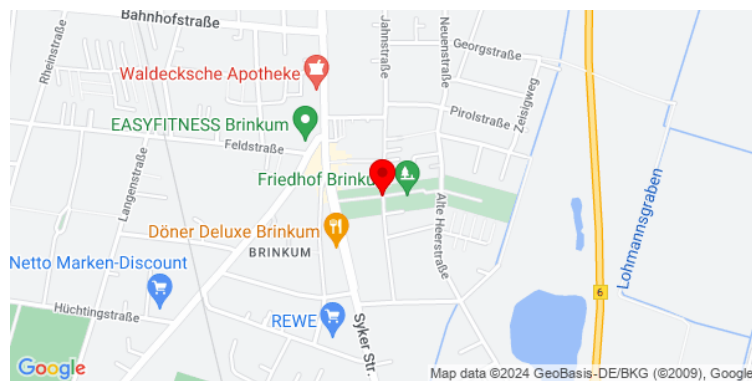 Bahnhofstraße
Rheinstraße
Jahnstraße
Neuenstraße
Georgstraße
Waldecksche Apotheke
Zeisigweg
Pirolstraße
EASYFITNESS Brinkum
Feldstraße
Langenstraße
Friedhof Brinku
Alte Heerstraße
Lohmannsgraben
Döner Deluxe Brinkum
BRINKUM
Netto Marken-Discount
6
Hüchtingstraße
REWE
Syker Str.
Google
Map data ©2024 GeoBasis-DE/BKG (©2009), Google